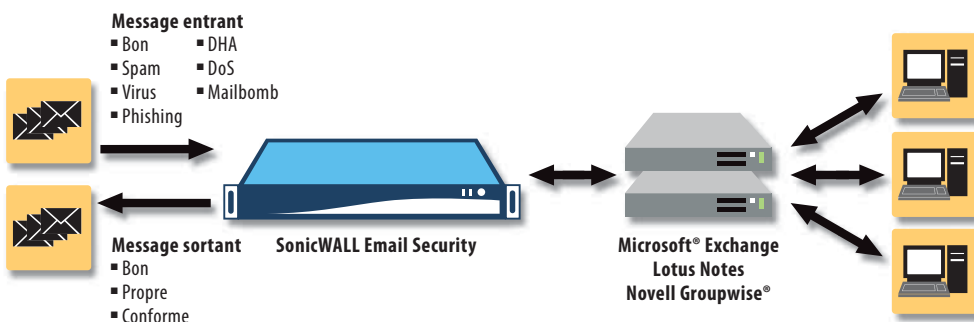 Message entrant
▪ Bon ▪ DHA
▪ Spam ▪ DoS
▪ Virus ▪ Mailbomb
▪ Phishing
Message sortant
▪ Bon
▪ Propre
▪ Conforme
SonicWALL Email Security
Microsoft® Exchange
Lotus Notes
Novell Groupwise®